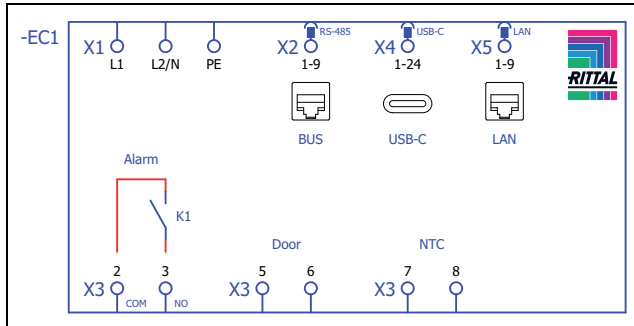 -EC1
X1 L1 L2/N PE
X2 RS-485 1-9
X4 USB-C 1-24
X5 LAN 1-9
RITTAL
BUS USB-C LAN
Alarm
K1
Door NTC
2 3 5 6 7 8
X3 COM NO X3 X3